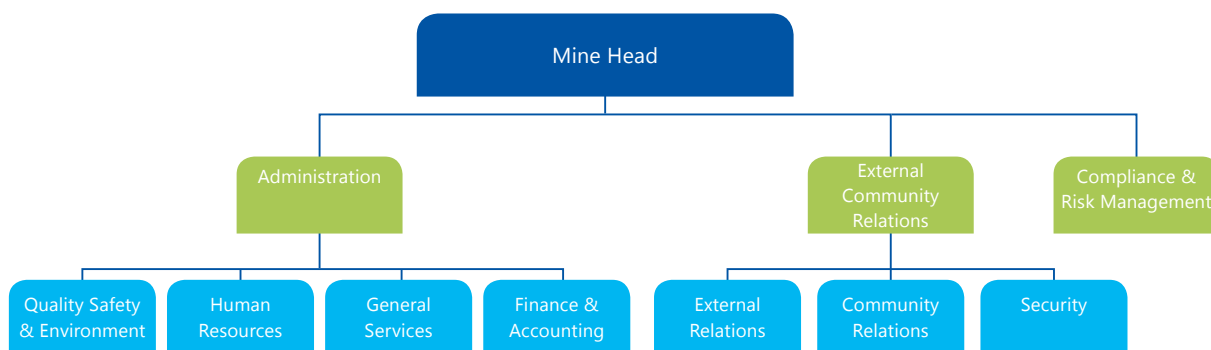 Mine Head
Administration
External
Community
Relations
Compliance &
Risk Management
Quality Safety
& Environment
Human
Resources
General
Services
Finance &
Accounting
External
Relations
Community
Relations
Security